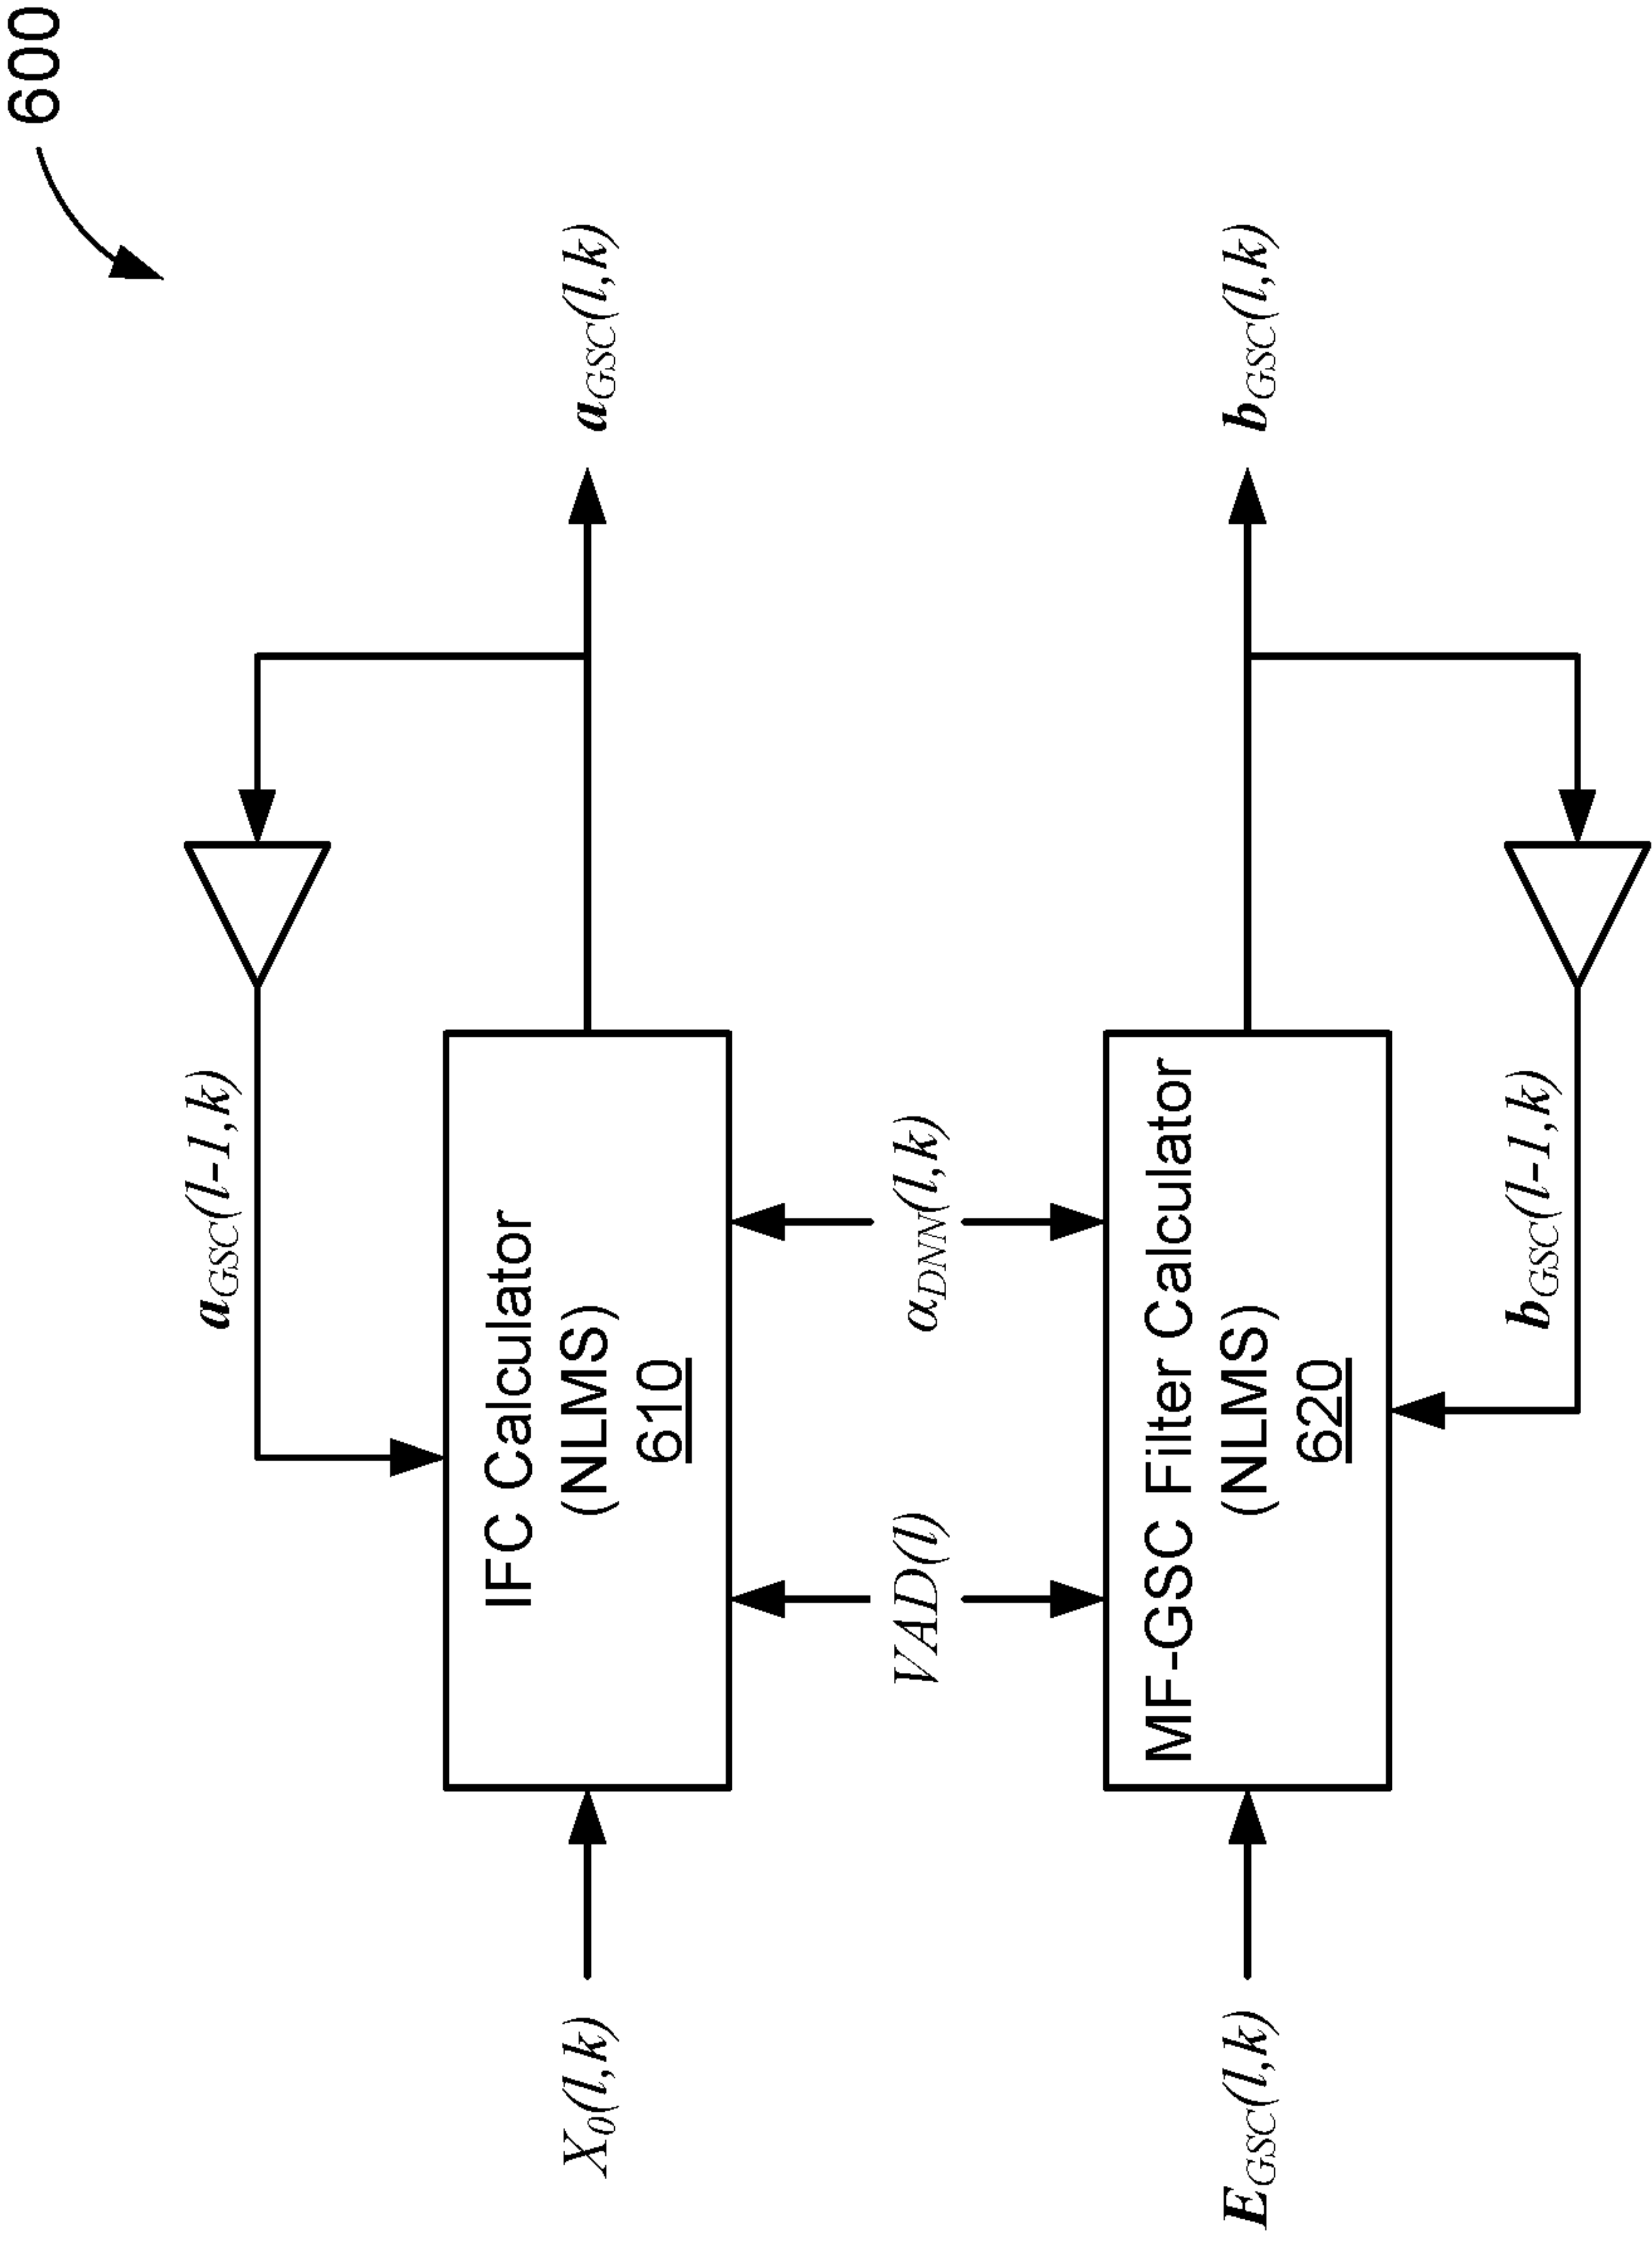 600
a_GSC(l-1,k)
X_0(l,k)
IFC Calculator
(NLMS)
610
a_GSC(l,k)
VAD(l)
α_DNN(l,k)
E_GSC(l,k)
MF-GSC Filter Calculator
(NLMS)
620
b_GSC(l,k)
b_GSC(l-1,k)